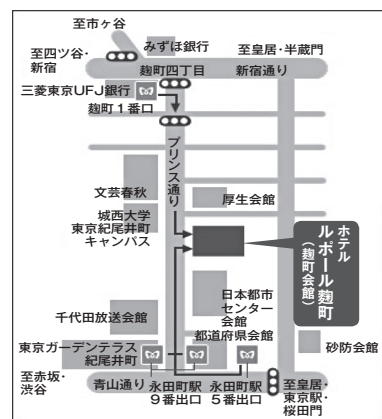 至市ヶ谷
至四ツ谷・
新宿
みずほ銀行
至皇居・半蔵門
麹町四丁目
新宿通り
三菱東京UFJ銀行
麹町1番口
プリンス通り
文芸春秋
城西大学
東京紀尾井町
キャンパス
厚生会館
ホテル
ルポール麹町
（麹町会館）
日本都市
センター
会館
千代田放送会館
都道府県会館
東京ガーデンテラス
紀尾井町
砂防会館
至赤坂・
渋谷
青山通り
永田町駅
9番出口
永田町駅
5番出口
至皇居・
東京駅・
桜田門